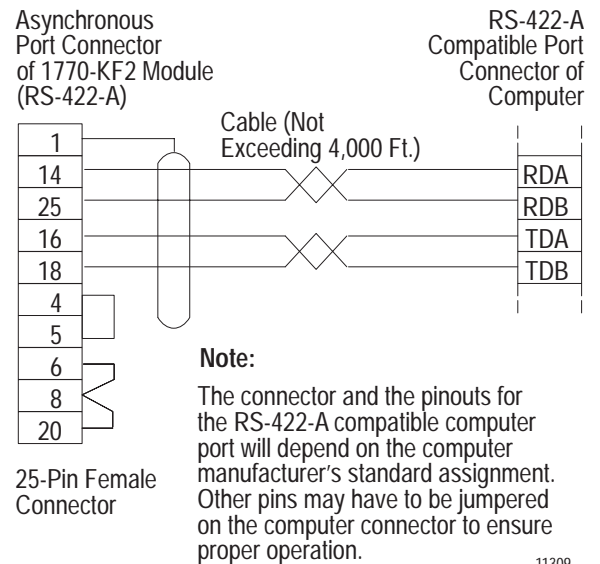 Asynchronous
Port Connector
of 1770-KF2 Module
(RS-422-A)
RS-422-A
Compatible Port
Connector of
Computer
Cable (Not
Exceeding 4,000 Ft.)
1
14
25
16
18
4
5
6
8
20
RDA
RDB
TDA
TDB
25-Pin Female
Connector
Note:
The connector and the pinouts for
the RS-422-A compatible computer
port will depend on the computer
manufacturer's standard assignment.
Other pins may have to be jumpered
on the computer connector to ensure
proper operation.
11309